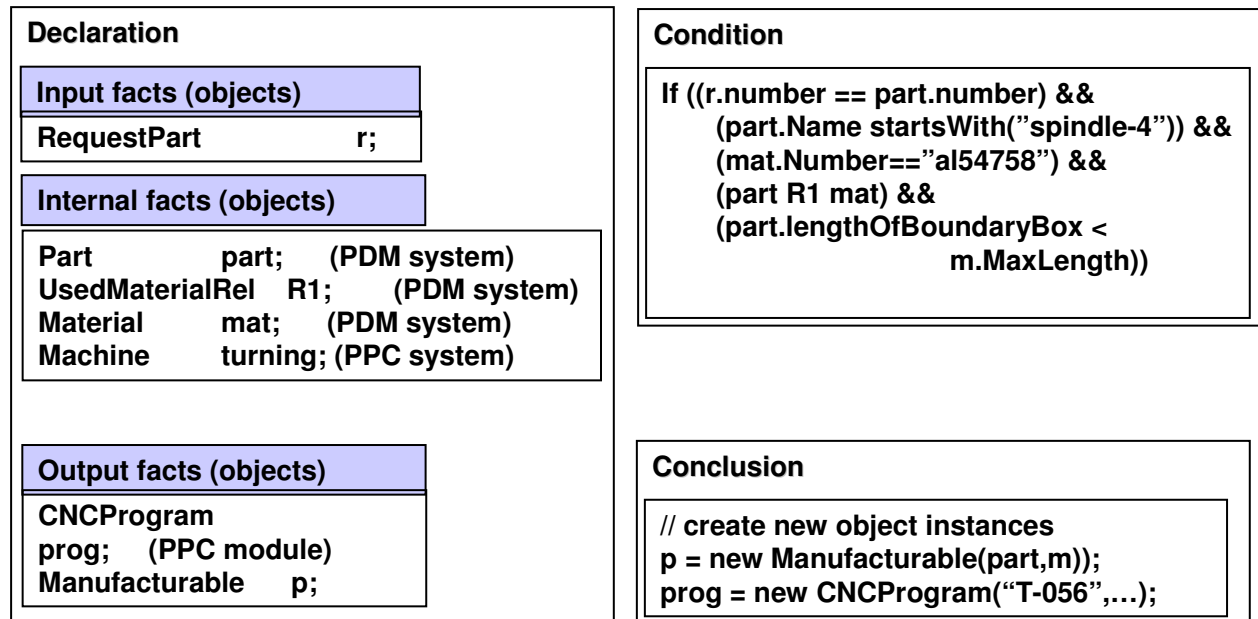 Declaration
Input facts (objects)
RequestPart r;
Internal facts (objects)
Part part; (PDM system)
UsedMaterialRel R1; (PDM system)
Material mat; (PDM system)
Machine turning; (PPC system)
Output facts (objects)
CNCProgram
prog; (PPC module)
Manufacturable p;
Condition
If ((r.number == part.number) &&
(part.Name startsWith(”spindle-4”)) &&
(mat.Number==”al54758”) &&
(part R1 mat) &&
(part.lengthOfBoundaryBox <
m.MaxLength))
Conclusion
// create new object instances
p = new Manufacturable(part,m));
prog = new CNCProgram(“T-056”,…);